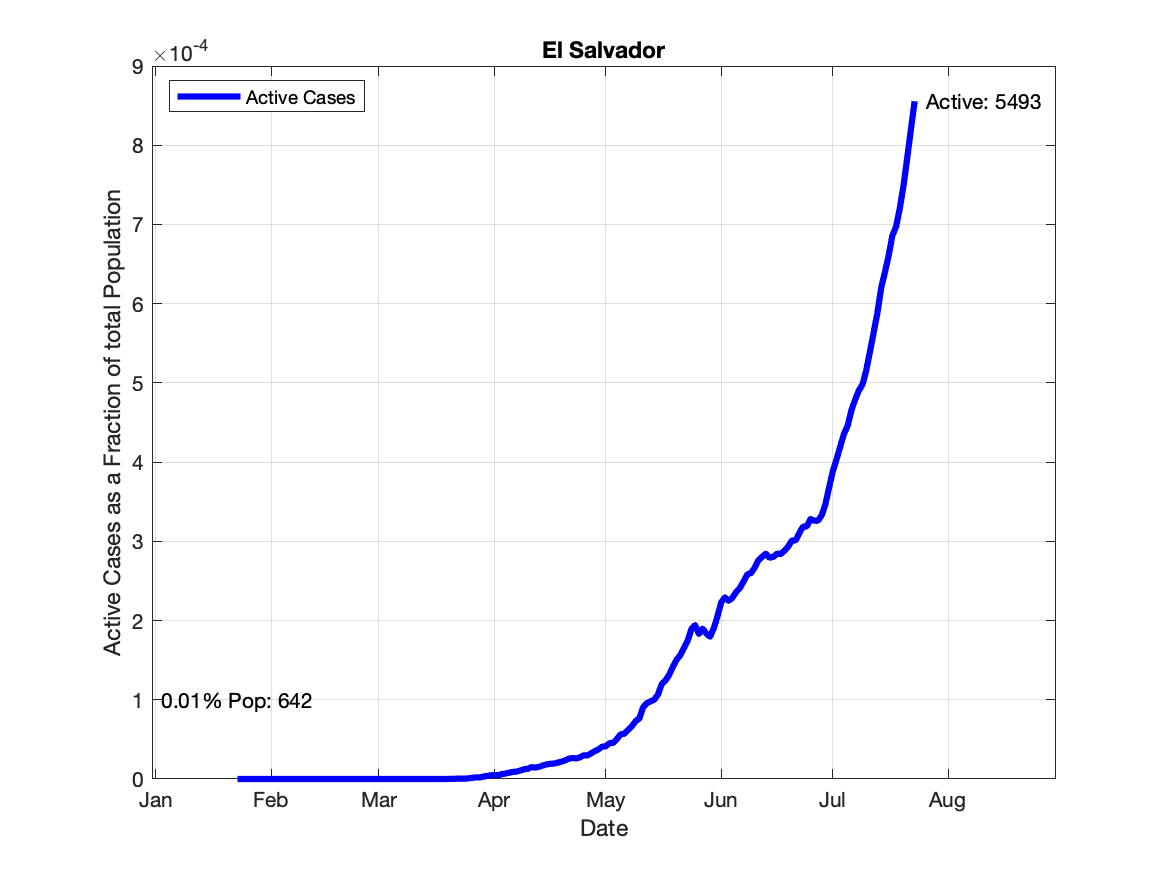 El Salvador
×10-4
Active Cases
Active: 5493
9
8
7
6
5
4
3
2
1
0
0.01% Pop: 642
Active Cases as a Fraction of total Population
Jan Feb Mar Apr May Jun Jul Aug
Date